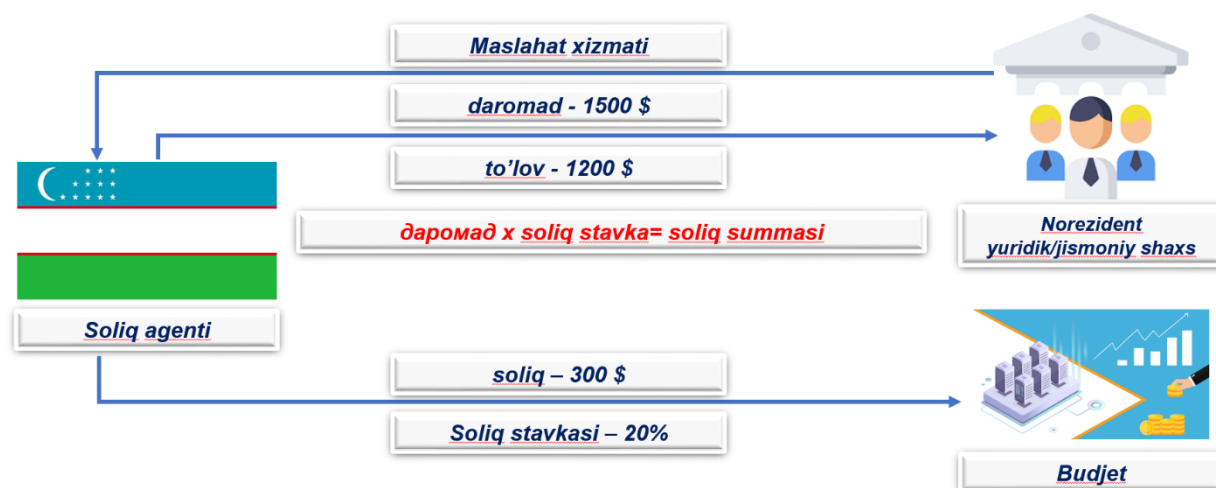 Maslahat xizmati
daromad - 1500 $
to’lov - 1200 $
даромад x soliq stavka= soliq summasi
Norezident
yuridik/jismoniy shaxs
Soliq agenti
soliq – 300 $
Soliq stavkasi – 20%
Budjet